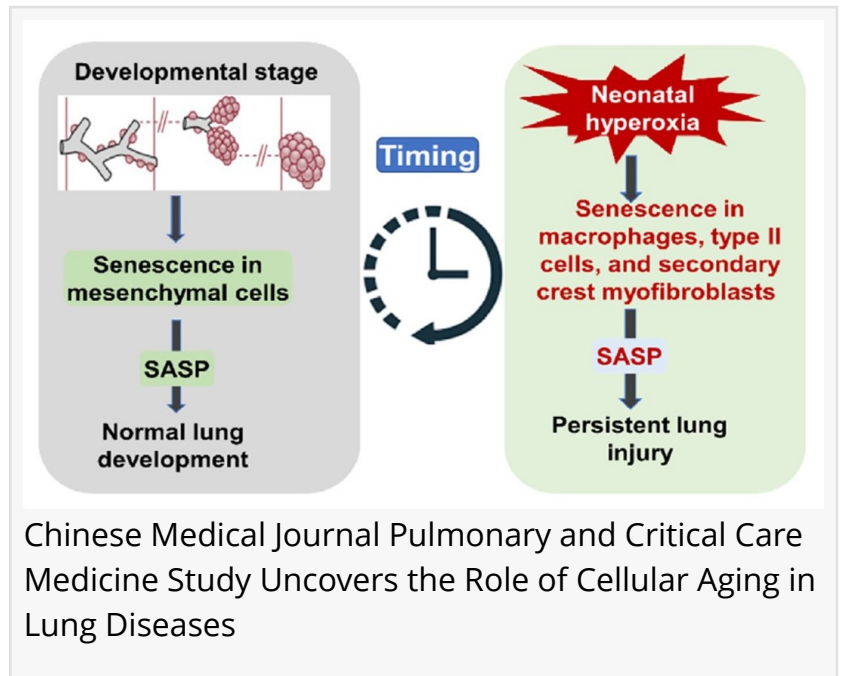 Developmental stage
Senescence in
mesenchymal cells
SASP
Normal lung
development
Timing
Neonatal
hyperoxia
Senescence in
macrophages, type II
cells, and secondary
crest myofibroblasts
SASP
Persistent lung
injury
Chinese Medical Journal Pulmonary and Critical Care
Medicine Study Uncovers the Role of Cellular Aging in
Lung Diseases